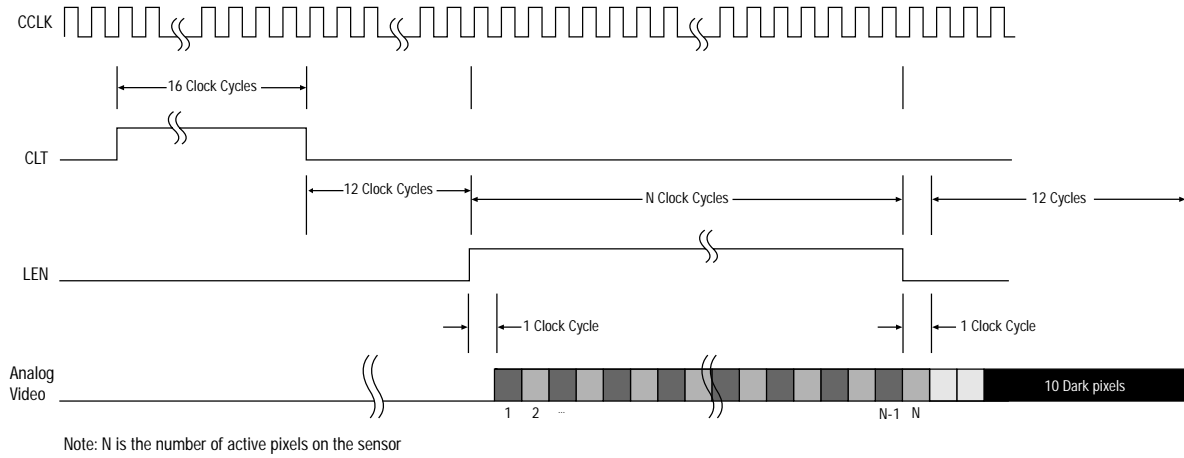 CCLK
16 Clock Cycles
CLT
12 Clock Cycles
N Clock Cycles
12 Cycles
LEN
1 Clock Cycle
1 Clock Cycle
Analog
Video
10 Dark pixels
1 2 ... N-1 N
Note: N is the number of active pixels on the sensor